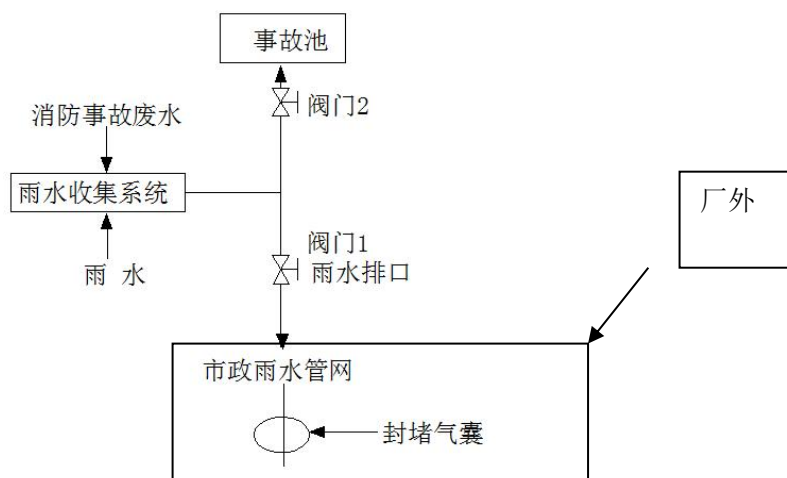 事故池
阀门2
消防事故废水
雨水收集系统
厂外
阀门1
雨 水
雨水排口
市政雨水管网
封堵气囊